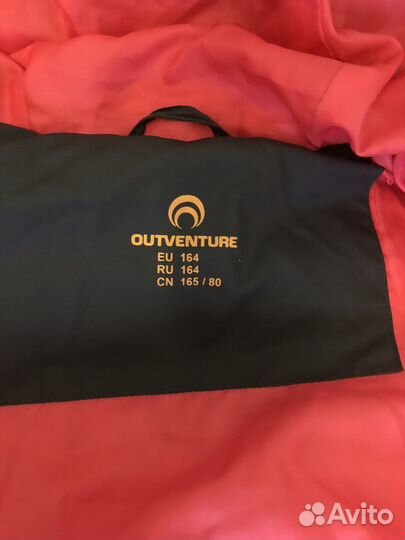 OUTVENTURE
EU 164
RU 164
CN 165 / 80
Avito